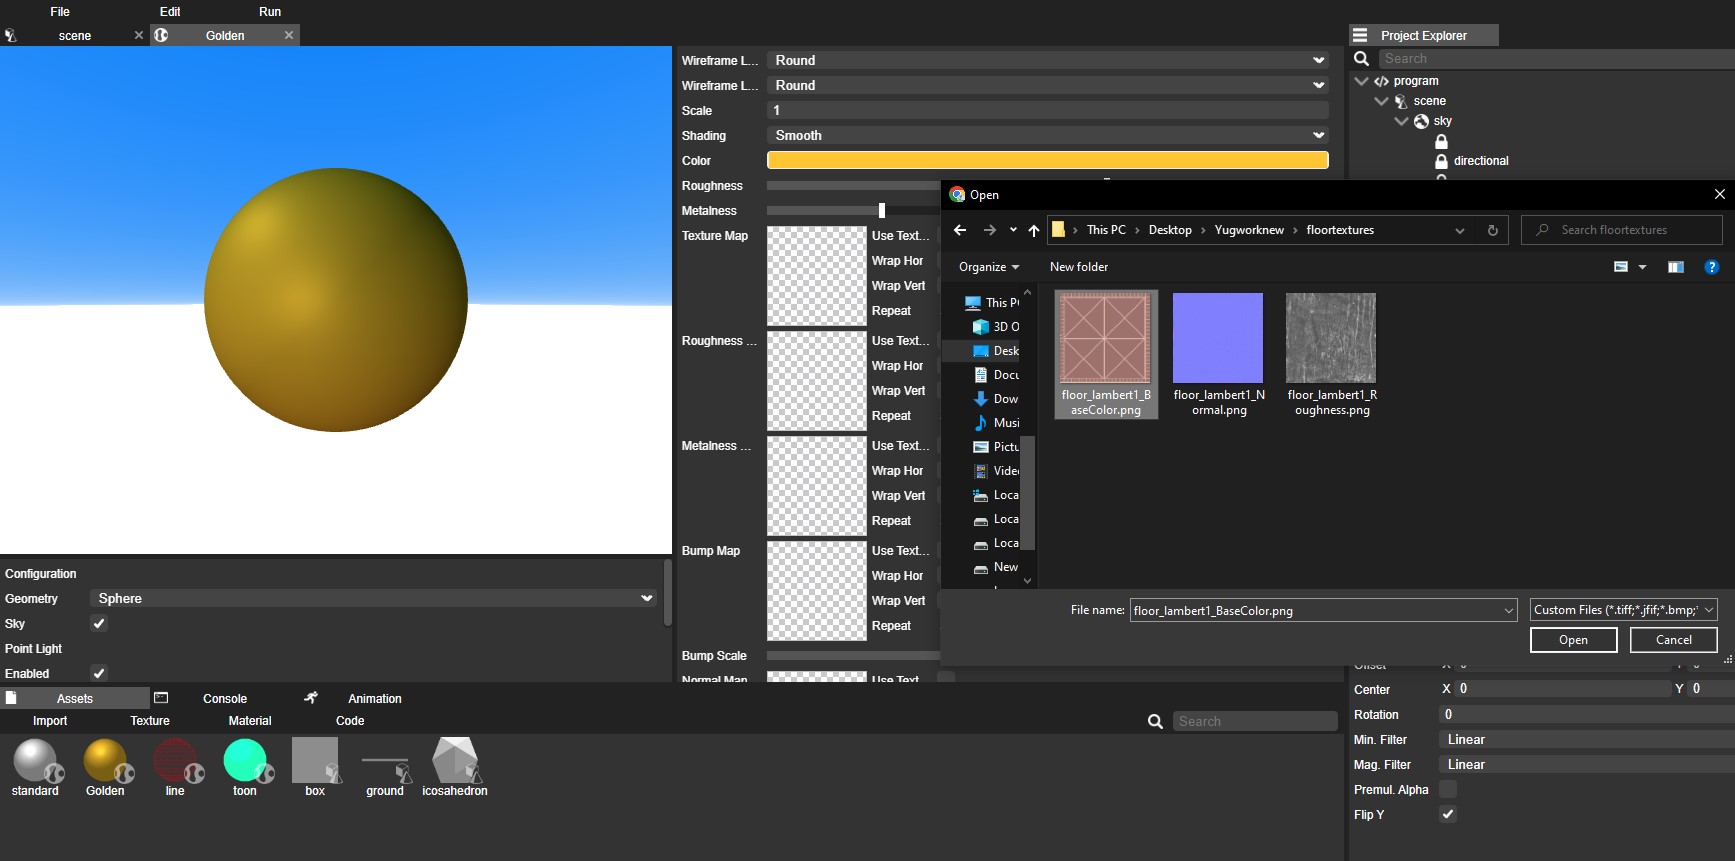 File Edit Run
scene Golden Project Explorer
Wireframe L... Round
Wireframe L... Round
Scale 1
Shading Smooth
Color
Roughness
Metalness
Texture Map Use Text...
Wrap Hor
Wrap Vert
Repeat
Roughness ... Use Text...
Wrap Hor
Wrap Vert
Repeat
Metalness ... Use Text...
Wrap Hor
Wrap Vert
Repeat
Bump Map Use Text...
Wrap Hor
Wrap Vert
Repeat
Bump Scale
Normal Map Use Text
Search
program
scene
sky
directional
Open
This PC Desktop Yugworknew floortextures
Search floortextures
Organize New folder
This P
3D O
Desk
Docu
Dow
Musi
Pictu
Vide
Loca
Loca
Loca
New
floor_lambert1_B
aseColor.png
floor_lambert1_N
ormal.png
floor_lambert1_R
oughness.png
File name: floor_lambert1_BaseColor.png
Custom Files (*.tiff;*.jfif;*.bmp;*
Open Cancel
Configuration
Geometry Sphere
Sky
Point Light
Enabled
Offset
Center X 0 Y 0
Rotation 0
Min. Filter Linear
Mag. Filter Linear
Premul. Alpha
Flip Y
Assets Console Animation
Import Texture Material Code
Search
standard Golden line toon box ground icosahedron